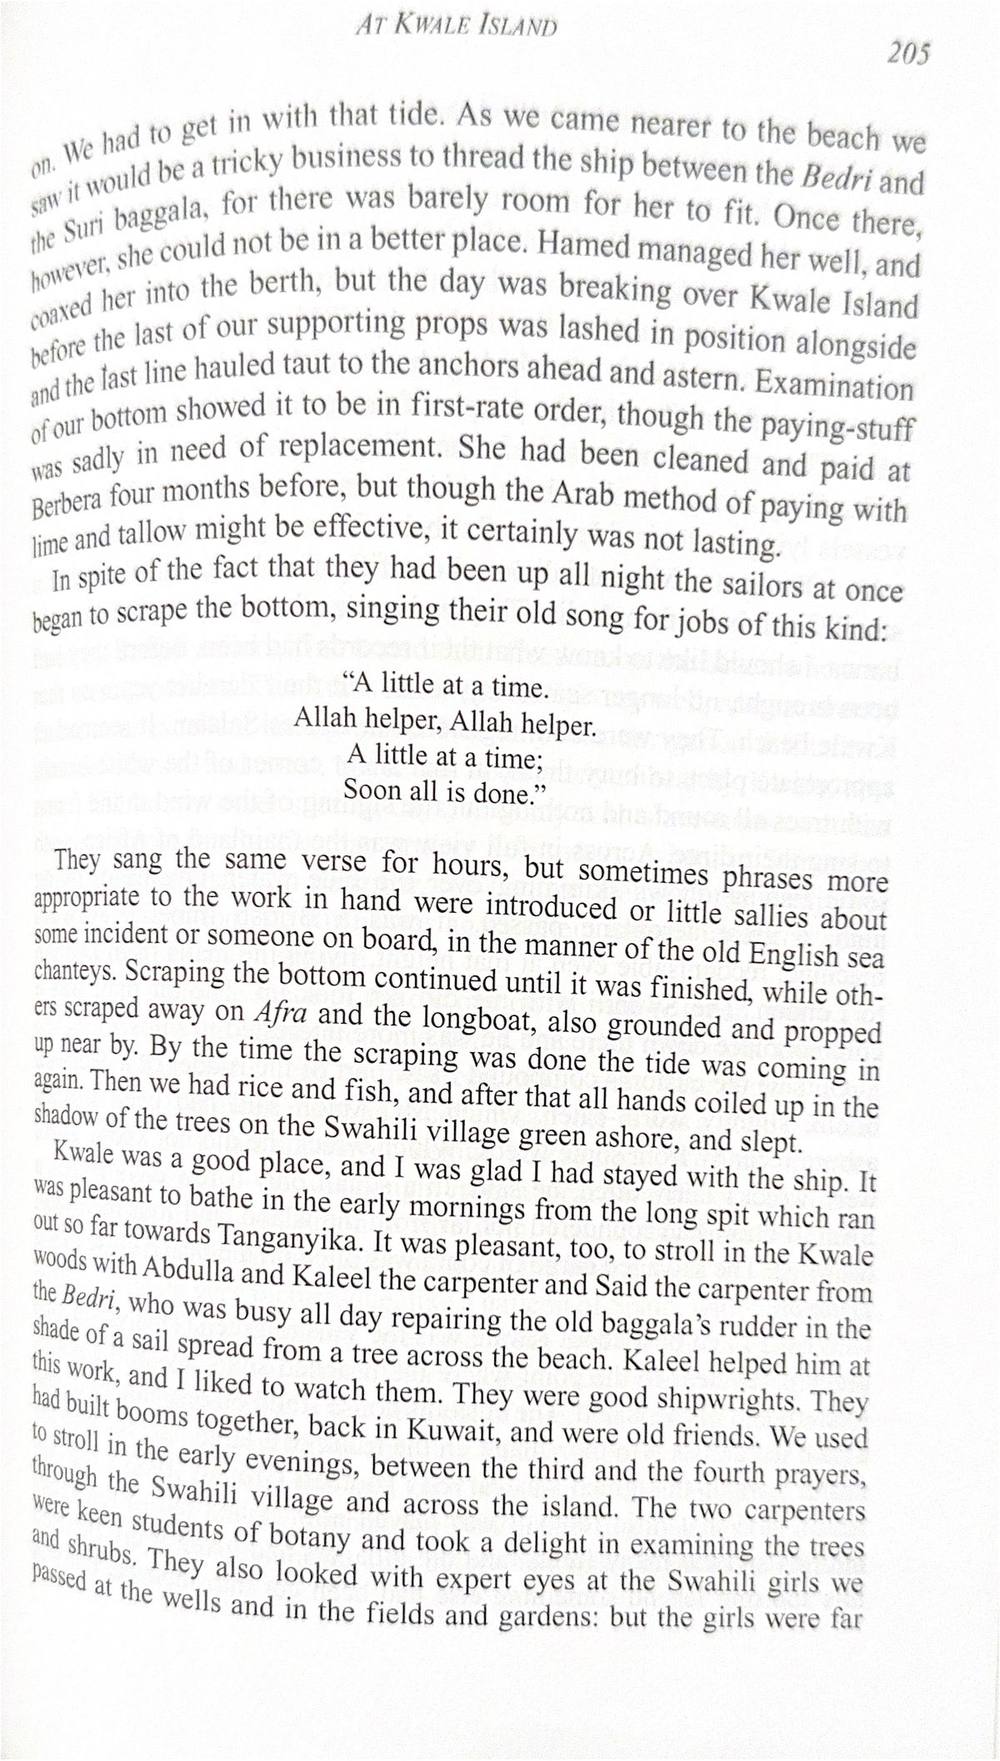 AT KWALE ISLAND
205
on. We had to get in with that tide. As we came nearer to the beach we
saw it would be a tricky business to thread the ship between the Bedri and
the Suri baggala, for there was barely room for her to fit. Once there,
however, she could not be in a better place. Hamed managed her well, and
coaxed her into the berth, but the day was breaking over Kwale Island
before the last of our supporting props was lashed in position alongside
and the last line hauled taut to the anchors ahead and astern. Examination
of our bottom showed it to be in first-rate order, though the paying-stuff
was sadly in need of replacement. She had been cleaned and paid at
Berbera four months before, but though the Arab method of paying with
lime and tallow might be effective, it certainly was not lasting.
In spite of the fact that they had been up all night the sailors at once
began to scrape the bottom, singing their old song for jobs of this kind:
“A little at a time.
Allah helper, Allah helper.
A little at a time;
Soon all is done.”
They sang the same verse for hours, but sometimes phrases more
appropriate to the work in hand were introduced or little sallies about
some incident or someone on board, in the manner of the old English sea
chanteys. Scraping the bottom continued until it was finished, while oth-
ers scraped away on Afra and the longboat, also grounded and propped
up near by. By the time the scraping was done the tide was coming in
again. Then we had rice and fish, and after that all hands coiled up in the
shadow of the trees on the Swahili village green ashore, and slept.
Kwale was a good place, and I was glad I had stayed with the ship. It
was pleasant to bathe in the early mornings from the long spit which ran
out so far towards Tanganyika. It was pleasant, too, to stroll in the Kwale
woods with Abdulla and Kaleel the carpenter and Said the carpenter from
the Bedri, who was busy all day repairing the old baggala’s rudder in the
shade of a sail spread from a tree across the beach. Kaleel helped him at
this work, and I liked to watch them. They were good shipwrights. They
had built booms together, back in Kuwait, and were old friends. We used
to stroll in the early evenings, between the third and the fourth prayers,
through the Swahili village and across the island. The two carpenters
were keen students of botany and took a delight in examining the trees
and shrubs. They also looked with expert eyes at the Swahili girls we
passed at the wells and in the fields and gardens: but the girls were far